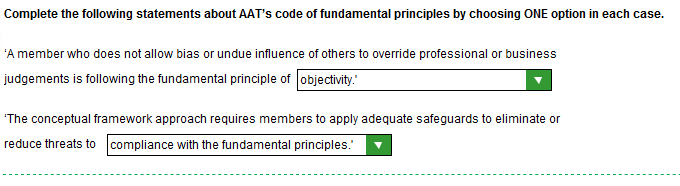 Complete the following statements about AAT's code of fundamental principles by choosing ONE option in each case.
'A member who does not allow bias or undue influence of others to override professional or business
judgements is following the fundamental principle of objectivity.'
'The conceptual framework approach requires members to apply adequate safeguards to eliminate or
reduce threats to compliance with the fundamental principles.'